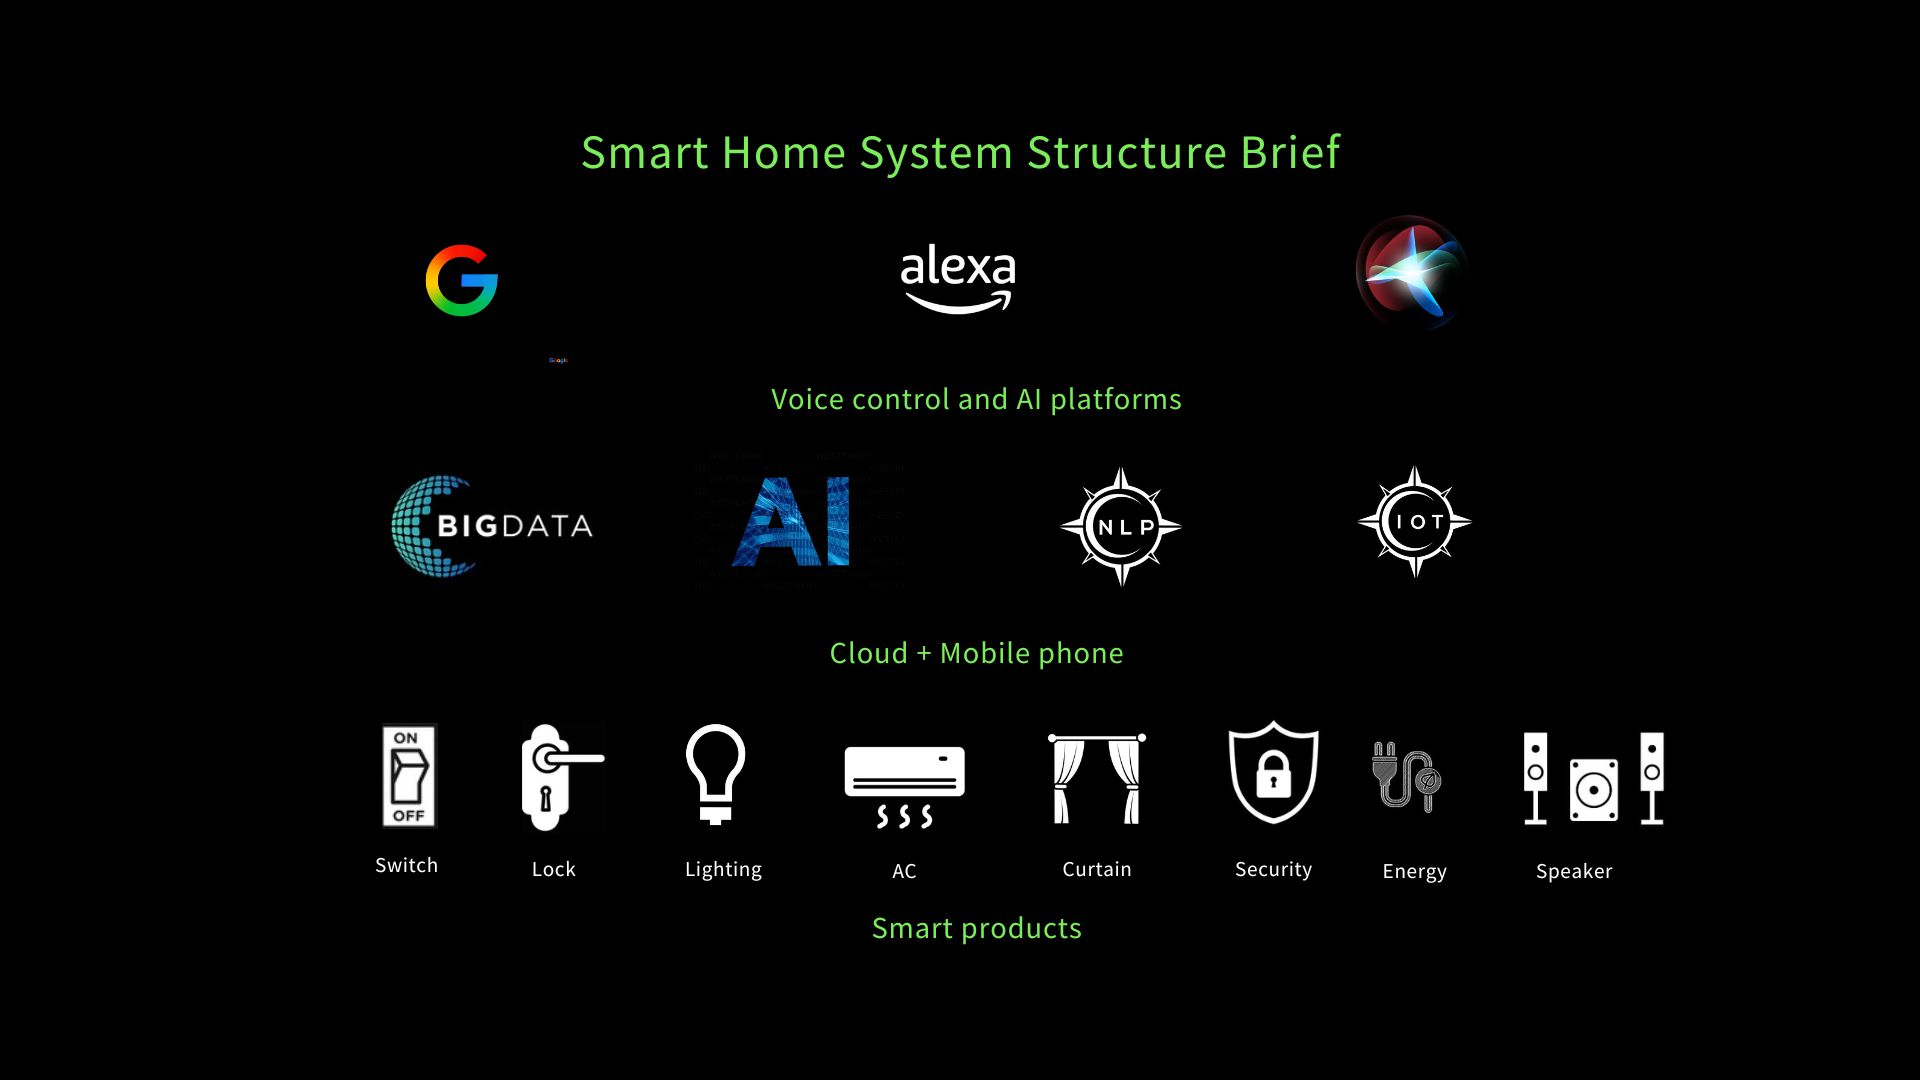 Smart Home System Structure Brief
G
alexa
Google
Voice control and AI platforms
BIGDATA
AI
NLP
IOT
Cloud + Mobile phone
ON
OFF
Switch
Lock
Lighting
AC
Curtain
Security
Energy
Speaker
Smart products